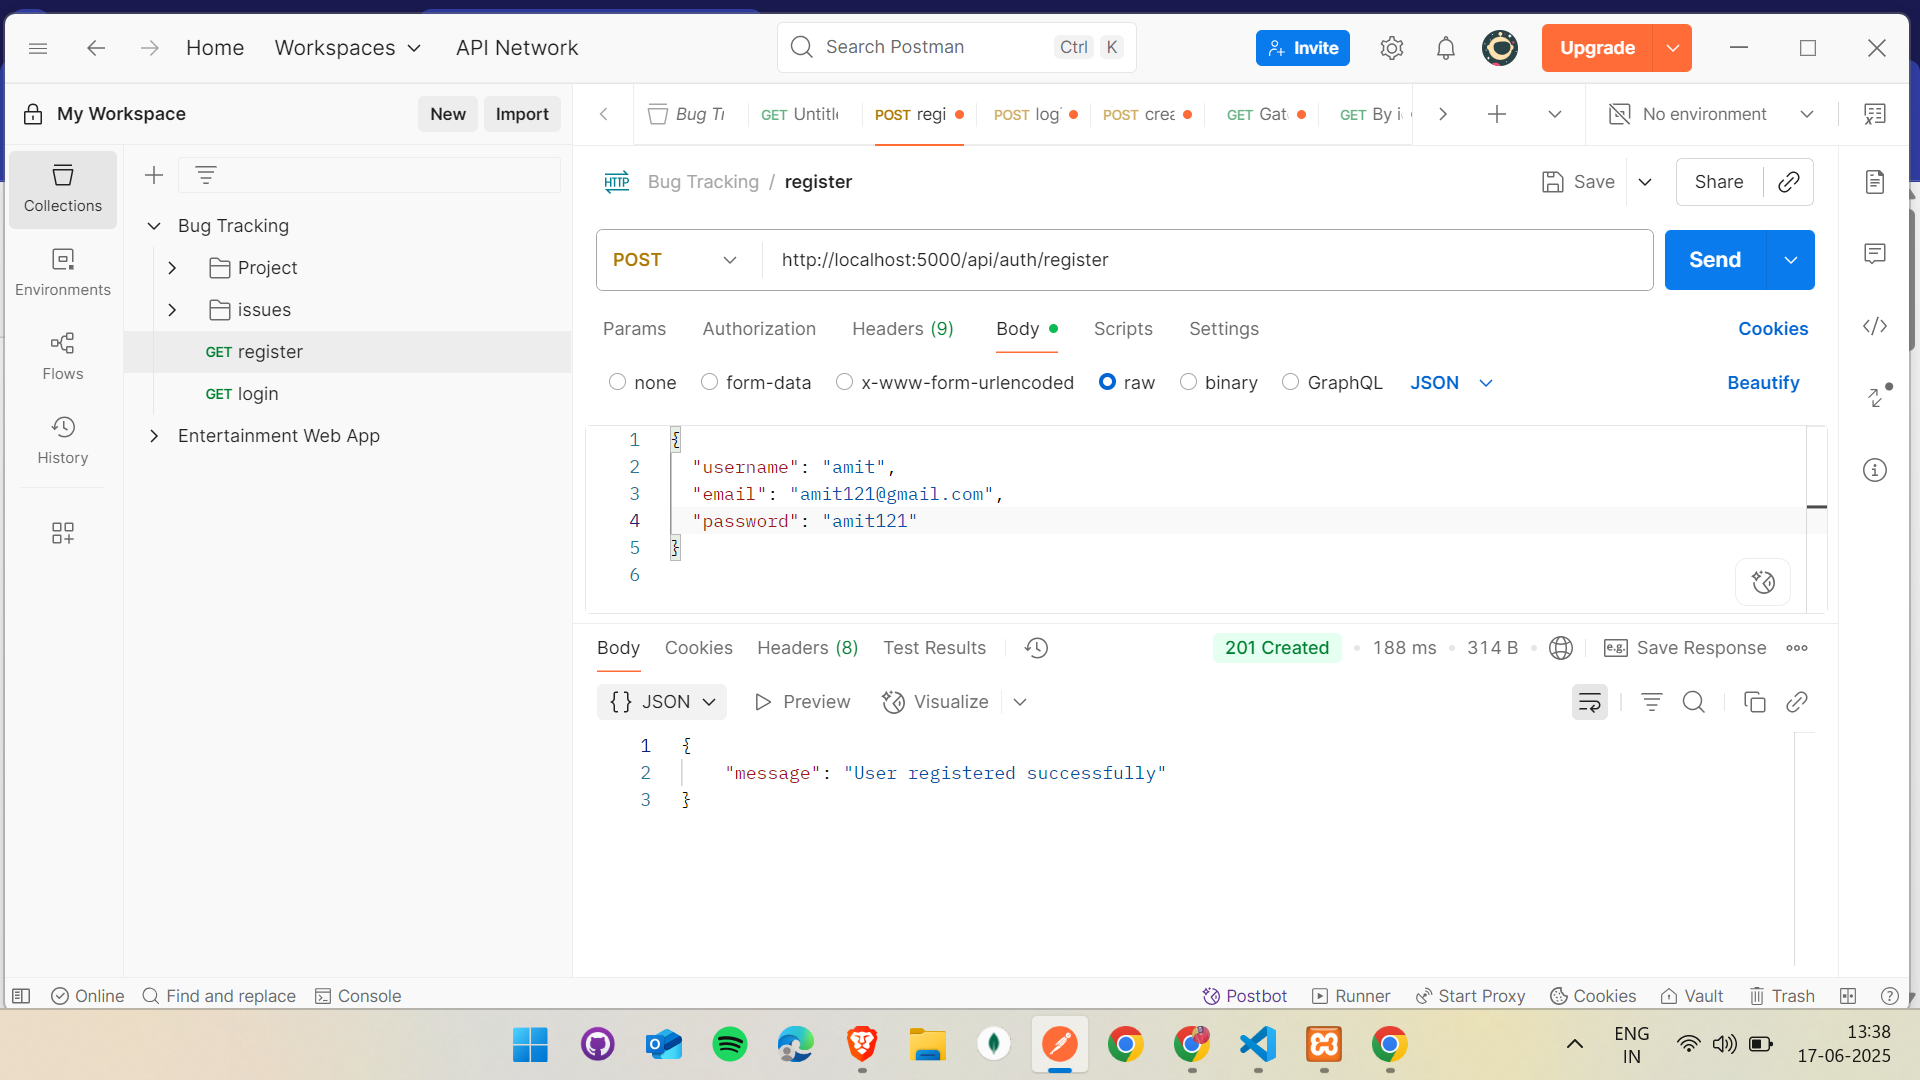 Home
Workspaces
API Network
Search Postman
Ctrl
K
Invite
Upgrade
My Workspace
New
Import
Bug Tr
GET Untitle
POST regi
POST log
POST crea
GET Gat
GET By i
No environment
Collections
Environments
Flows
History
Bug Tracking
Project
issues
GET register
GET login
Entertainment Web App
HTTP
Bug Tracking / register
Save
Share
POST
http://localhost:5000/api/auth/register
Send
Params
Authorization
Headers (9)
Body
Scripts
Settings
Cookies
none
form-data
x-www-form-urlencoded
raw
binary
GraphQL
JSON
Beautify
1 {
2 "username": "amit",
3 "email": "amit121@gmail.com",
4 "password": "amit121"
5 }
6
Body
Cookies
Headers (8)
Test Results
201 Created
188 ms
314 B
e.g.
Save Response
{} JSON
Preview
Visualize
1 {
2 "message": "User registered successfully"
3 }
Online
Find and replace
Console
Postbot
Runner
Start Proxy
Cookies
Vault
Trash
ENG
IN
13:38
17-06-2025